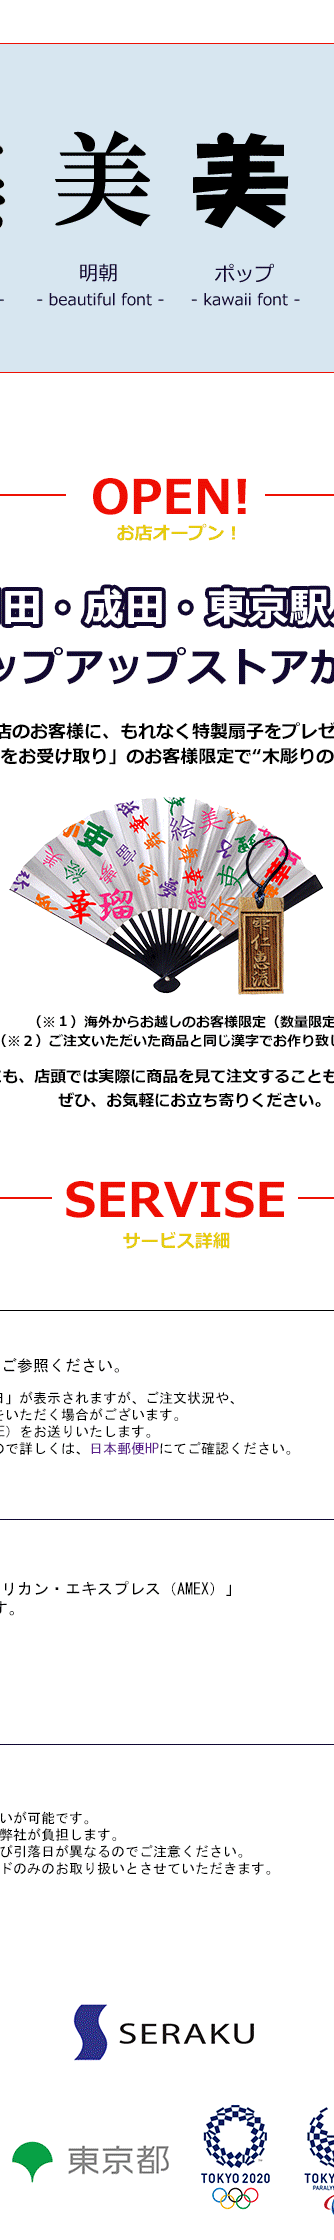 美 美
明朝 ポップ
- beautiful font - - kawaii font -
OPEN!
お店オープン！
田・成田・東京駅
ップアップストアが
店のお客様に、もれなく特製扇子をプレゼ
をお受け取り」のお客様限定で“木彫りの
（※１）海外からお越しのお客様限定（数量限定
（※２）ご注文いただいた商品と同じ漢字でお作り致し
も、店頭では実際に商品を見て注文することも
ぜひ、お気軽にお立ち寄りください。
SERVISE
サービス詳細
ご参照ください。
」が表示されますが、ご注文状況や、
をいただく場合がございます。
）をお送りいたします。
ので詳しくは、日本郵便HPにてご確認ください。
リカン・エキスプレス（AMEX）」
す。
いが可能です。
弊社が負担します。
び引落日が異なるのでご注意ください。
ドのみのお取り扱いとさせていただきます。
SERAKU
東京都
TOKYO 2020